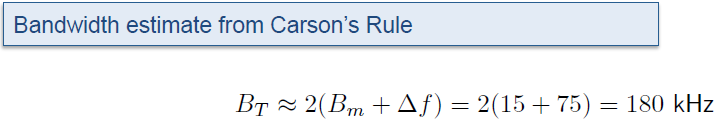 Bandwidth estimate from Carson's Rule
B_T ≈ 2(B_m + Δf) = 2(15 + 75) = 180 kHz